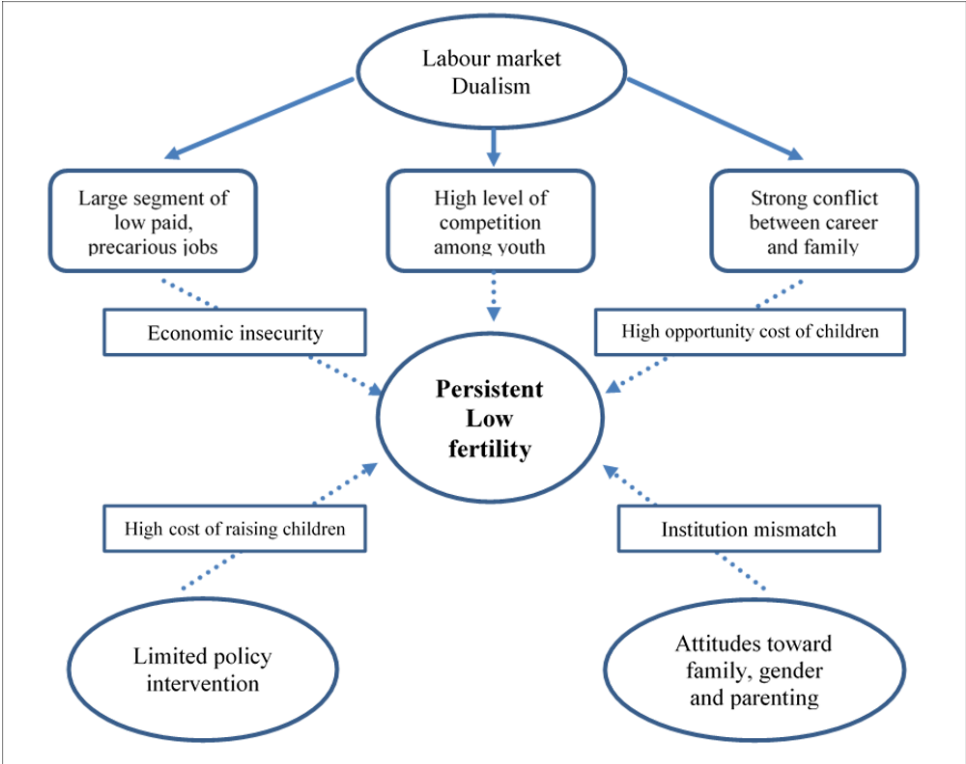 Labour market
Dualism
Large segment of
low paid,
precarious jobs
High level of
competition
among youth
Strong conflict
between career
and family
Economic insecurity
High opportunity cost of children
Persistent
Low
fertility
High cost of raising children
Institution mismatch
Limited policy
intervention
Attitudes toward
family, gender
and parenting